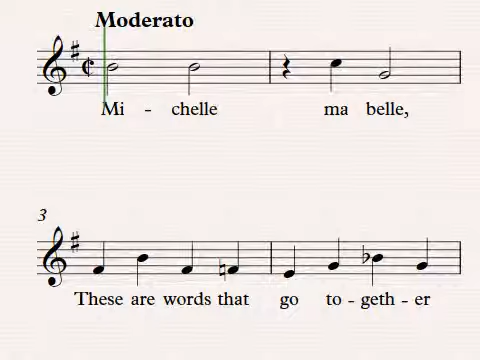 Moderato
Mi - chelle ma belle,
3
These are words that go to - geth - er